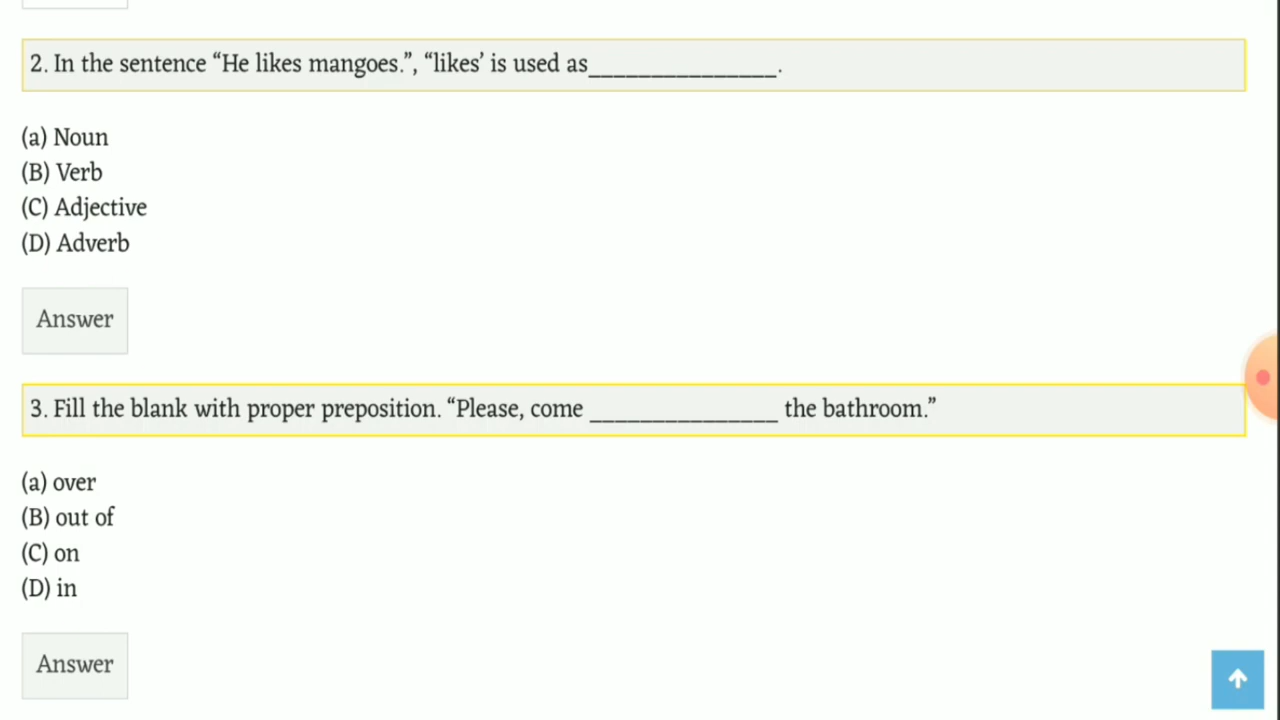 2. In the sentence “He likes mangoes.”, “likes’ is used as_______________.
(a) Noun
(B) Verb
(C) Adjective
(D) Adverb
Answer
3. Fill the blank with proper preposition. “Please, come _______________ the bathroom.”
(a) over
(B) out of
(C) on
(D) in
Answer